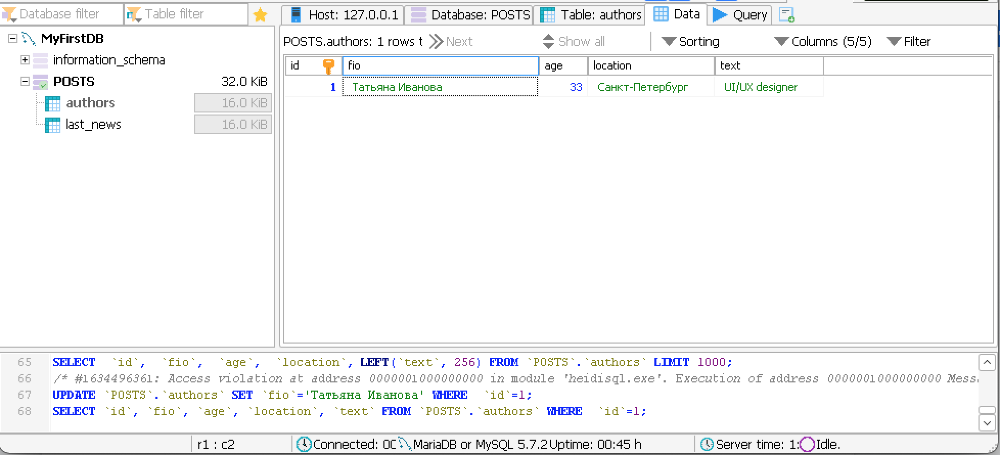 Database filter Table filter Host: 127.0.0.1 Database: POSTS Table: authors Data Query
MyFirstDB
information_schema
POSTS 32.0 KiB
authors 16.0 KiB
last_news 16.0 KiB
POSTS.authors: 1 rows t Next Show all Sorting Columns (5/5) Filter
id fio age location text
1 Татьяна Иванова 33 Санкт-Петербург UI/UX designer
65 SELECT `id`, `fio`, `age`, `location`, LEFT(`text`, 256) FROM `POSTS`.`authors` LIMIT 1000;
66 /* #1634496361: Access violation at address 0000001000000000 in module 'heidisql.exe'. Execution of address 0000001000000000 Mess
67 UPDATE `POSTS`.`authors` SET `fio`='Татьяна Иванова' WHERE `id`=1;
68 SELECT `id`, `fio`, `age`, `location`, `text` FROM `POSTS`.`authors` WHERE `id`=1;
r1 : c2 Connected: 00 MariaDB or MySQL 5.7.2 Uptime: 00:45 h Server time: 1: Idle.